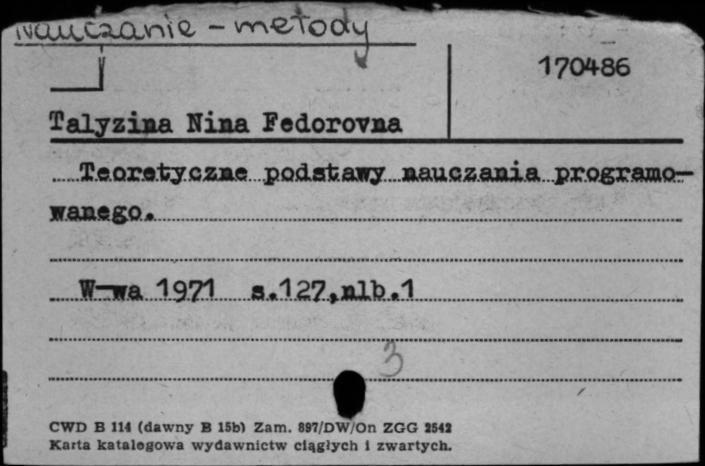 Nauczanie - metody
170486
Talyzina Nina Fedorovna
Teoretyczne podstawy nauczania programo-
wanego.
W-wa 1971 s.127,nlb.1
3
CWD B 114 (dawny B 15b) Zam. 897/DW/On ZGG 2542
Karta katalogowa wydawnictw ciągłych i zwartych.